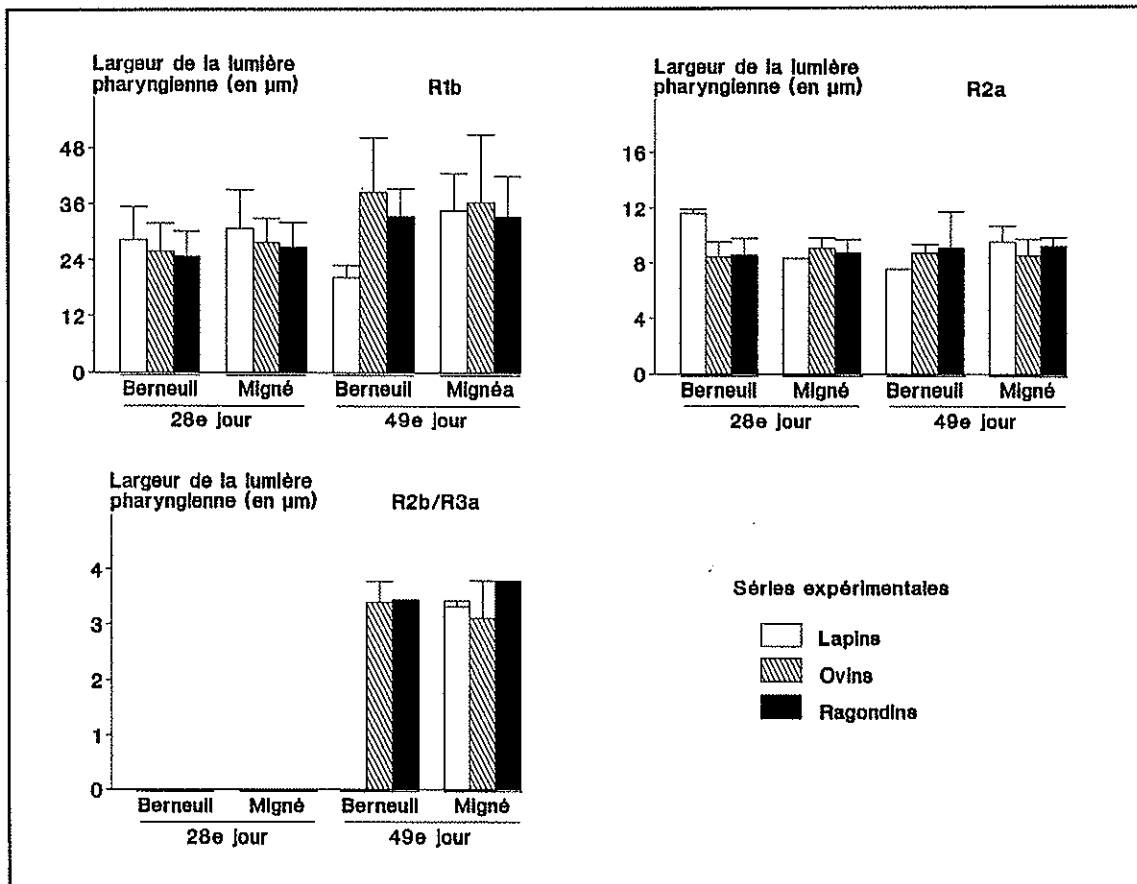 Largeur de la lumière
pharyngienne (en µm)
R1b
48
36
24
12
0
Berneuil Migné Berneuil Mignéa
28e jour 49e jour
Largeur de la lumière
pharyngienne (en µm)
R2a
16
12
8
4
0
Berneuil Migné Berneuil Migné
28e jour 49e jour
Largeur de la lumière
pharyngienne (en µm)
R2b/R3a
4
3
2
1
0
Berneuil Migné Berneuil Migné
28e jour 49e jour
Séries expérimentales
Lapins
Ovins
Ragondins